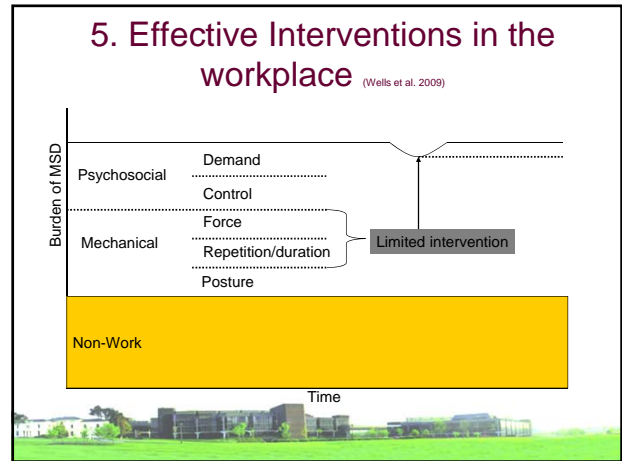 5. Effective Interventions in the
workplace (Wells et al. 2009)
Burden of MSD
Psychosocial
Demand
Control
Mechanical
Force
Repetition/duration
Posture
Limited intervention
Non-Work
Time